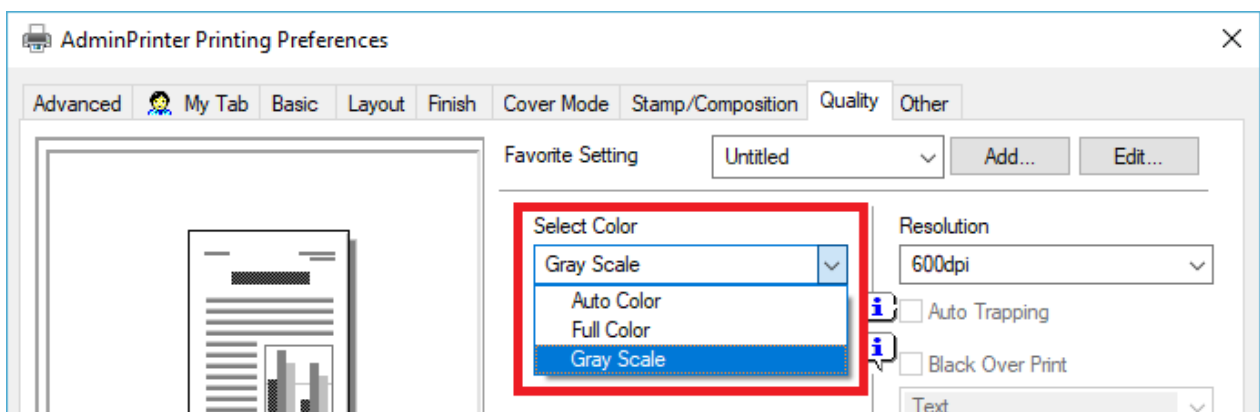 AdminPrinter Printing Preferences
Advanced My Tab Basic Layout Finish Cover Mode Stamp/Composition Quality Other
Favorite Setting Untitled Add... Edit...
Select Color
Gray Scale
Auto Color
Full Color
Gray Scale
Resolution
600dpi
Auto Trapping
Black Over Print
Text